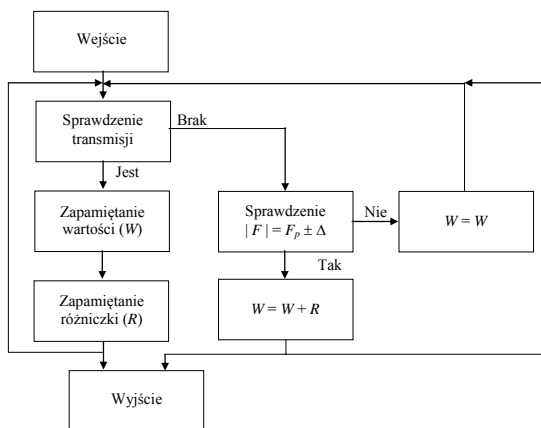 Wejście
Sprawdzenie
transmisji
Brak
Jest
Zapamiętanie
wartości (W)
Sprawdzenie
| F | = Fₚ ± Δ
Nie
W = W
Tak
Zapamiętanie
różniczki (R)
W = W + R
Wyjście